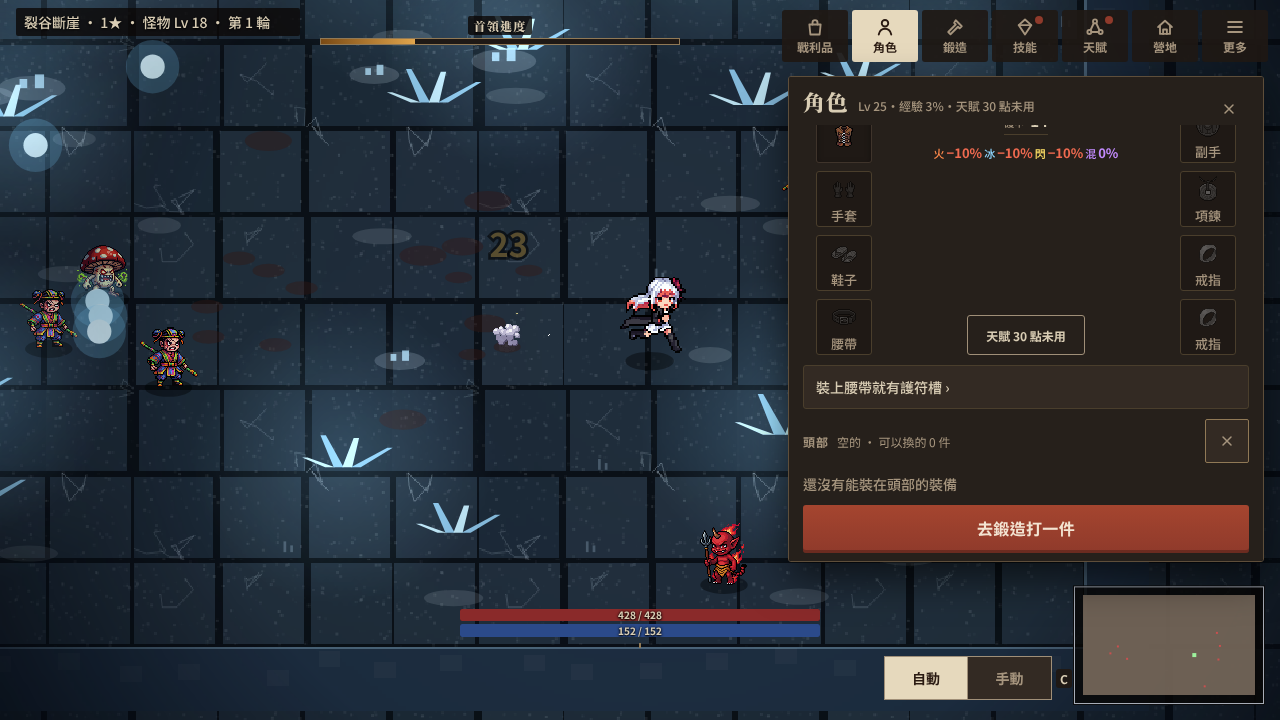 裂谷斷崖 · 1★ · 怪物 Lv 18 · 第 1 輪
首領進度
戰利品
角色
鍛造
技能
天賦
營地
更多
角色 Lv 25・經驗 3%・天賦 30 點未用
火 −10% 冰 −10% 閃 −10% 混 0%
副手
手套
項鍊
鞋子
戒指
腰帶
天賦 30 點未用
戒指
裝上腰帶就有護符槽 ›
頭部 空的 · 可以換的 0 件
還沒有能裝在頭部的裝備
去鍛造打一件
23
428 / 428
152 / 152
自動
手動
C